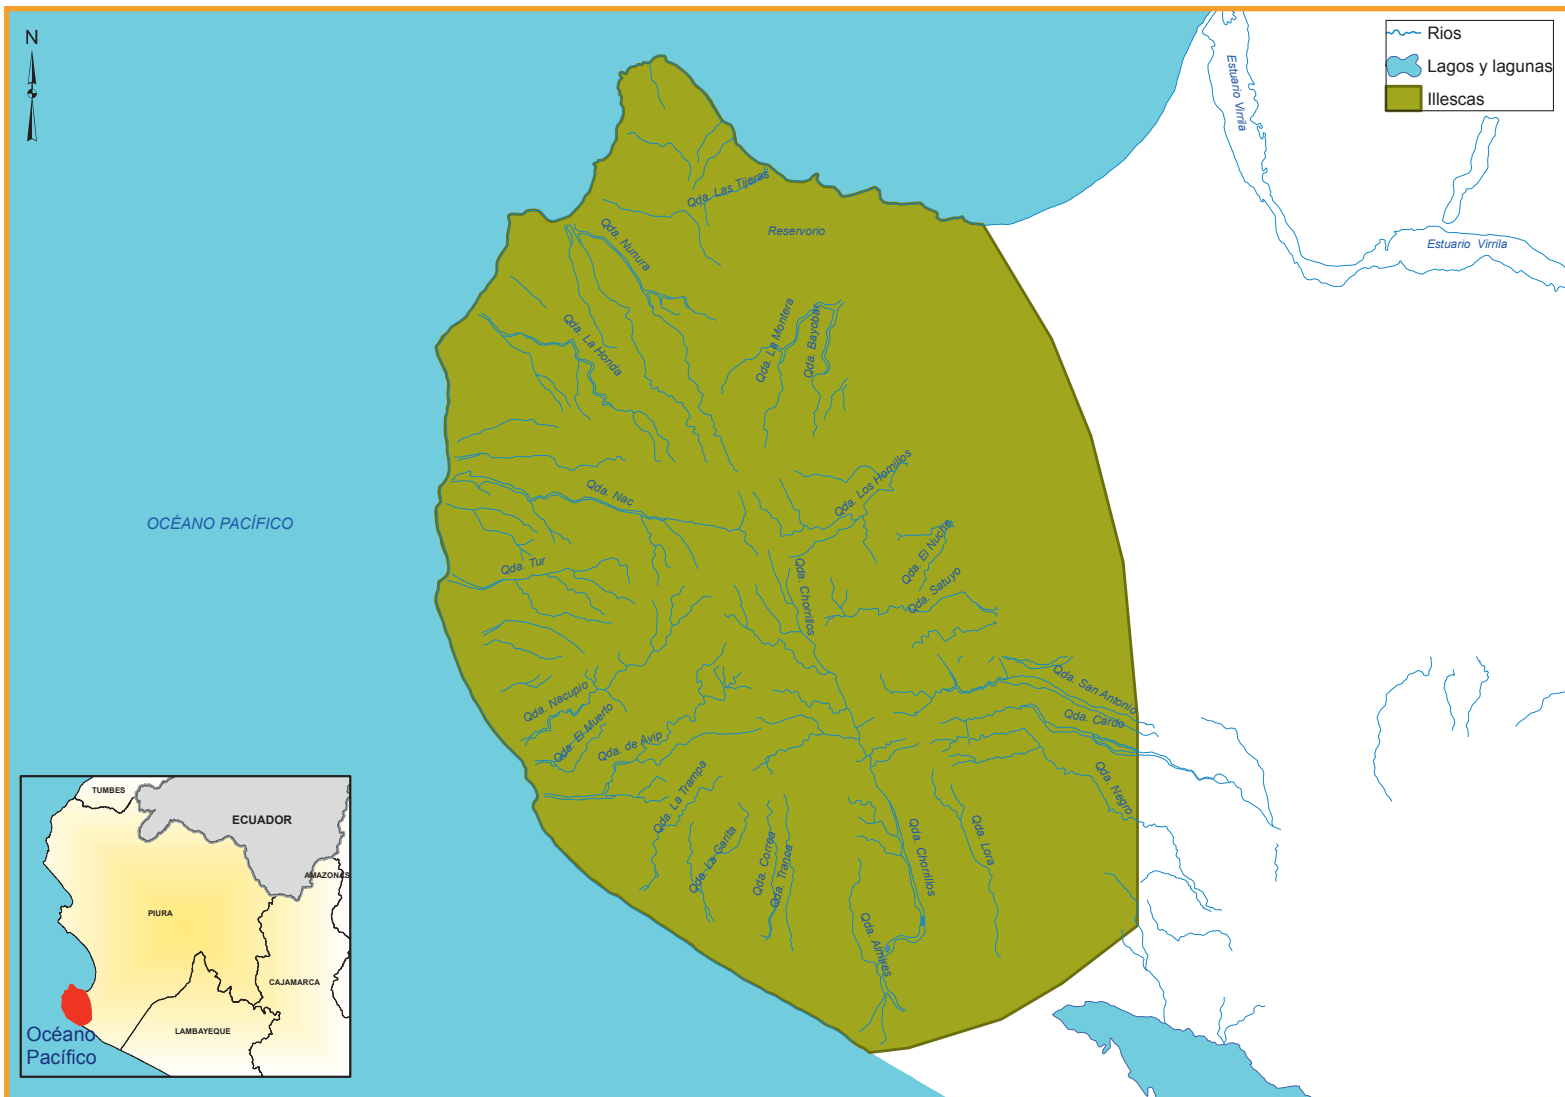 N
Rios
Lagos y lagunas
Illescas
Estuario Virrila
Estuario Virrila
Qda. Las Tijeras
Reservorio
Qda. Nunura
Qda. La Honda
Qda. La Montera
Qda. Bayobar
Qda. Los Hornillos
Qda. Nac
OCÉANO PACÍFICO
Qda. El Nuche
Qda. Tur
Qda. Chorrillos
Qda. Satuyo
Qda. San Antonio
Qda. Nacupio
Qda. El Muerto
Qda. de Avip
Qda. Cardo
Qda. La Trampa
Qda. Negro
Qda. La Garita
Qda. Correa
Qda. Tranca
Qda. Chorrillos
Qda. Lora
Qda. Almires
TUMBES
ECUADOR
AMAZONAS
PIURA
CAJAMARCA
LAMBAYEQUE
Océano
Pacífico